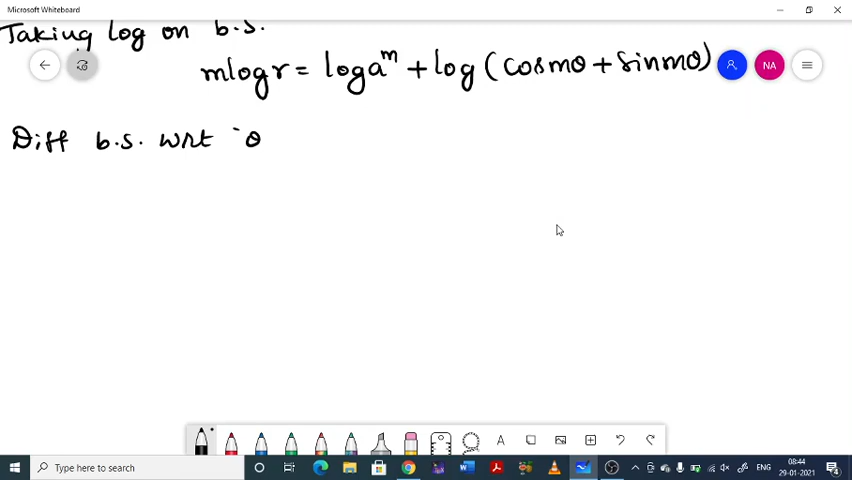 Microsoft Whiteboard
Taking log on b.s.
mlogr = loga^m + log (cosmθ + sinmθ)
NA
Diff b.s. wrt 'θ
A
Type here to search
ENG
08:44
29-01-2021
4